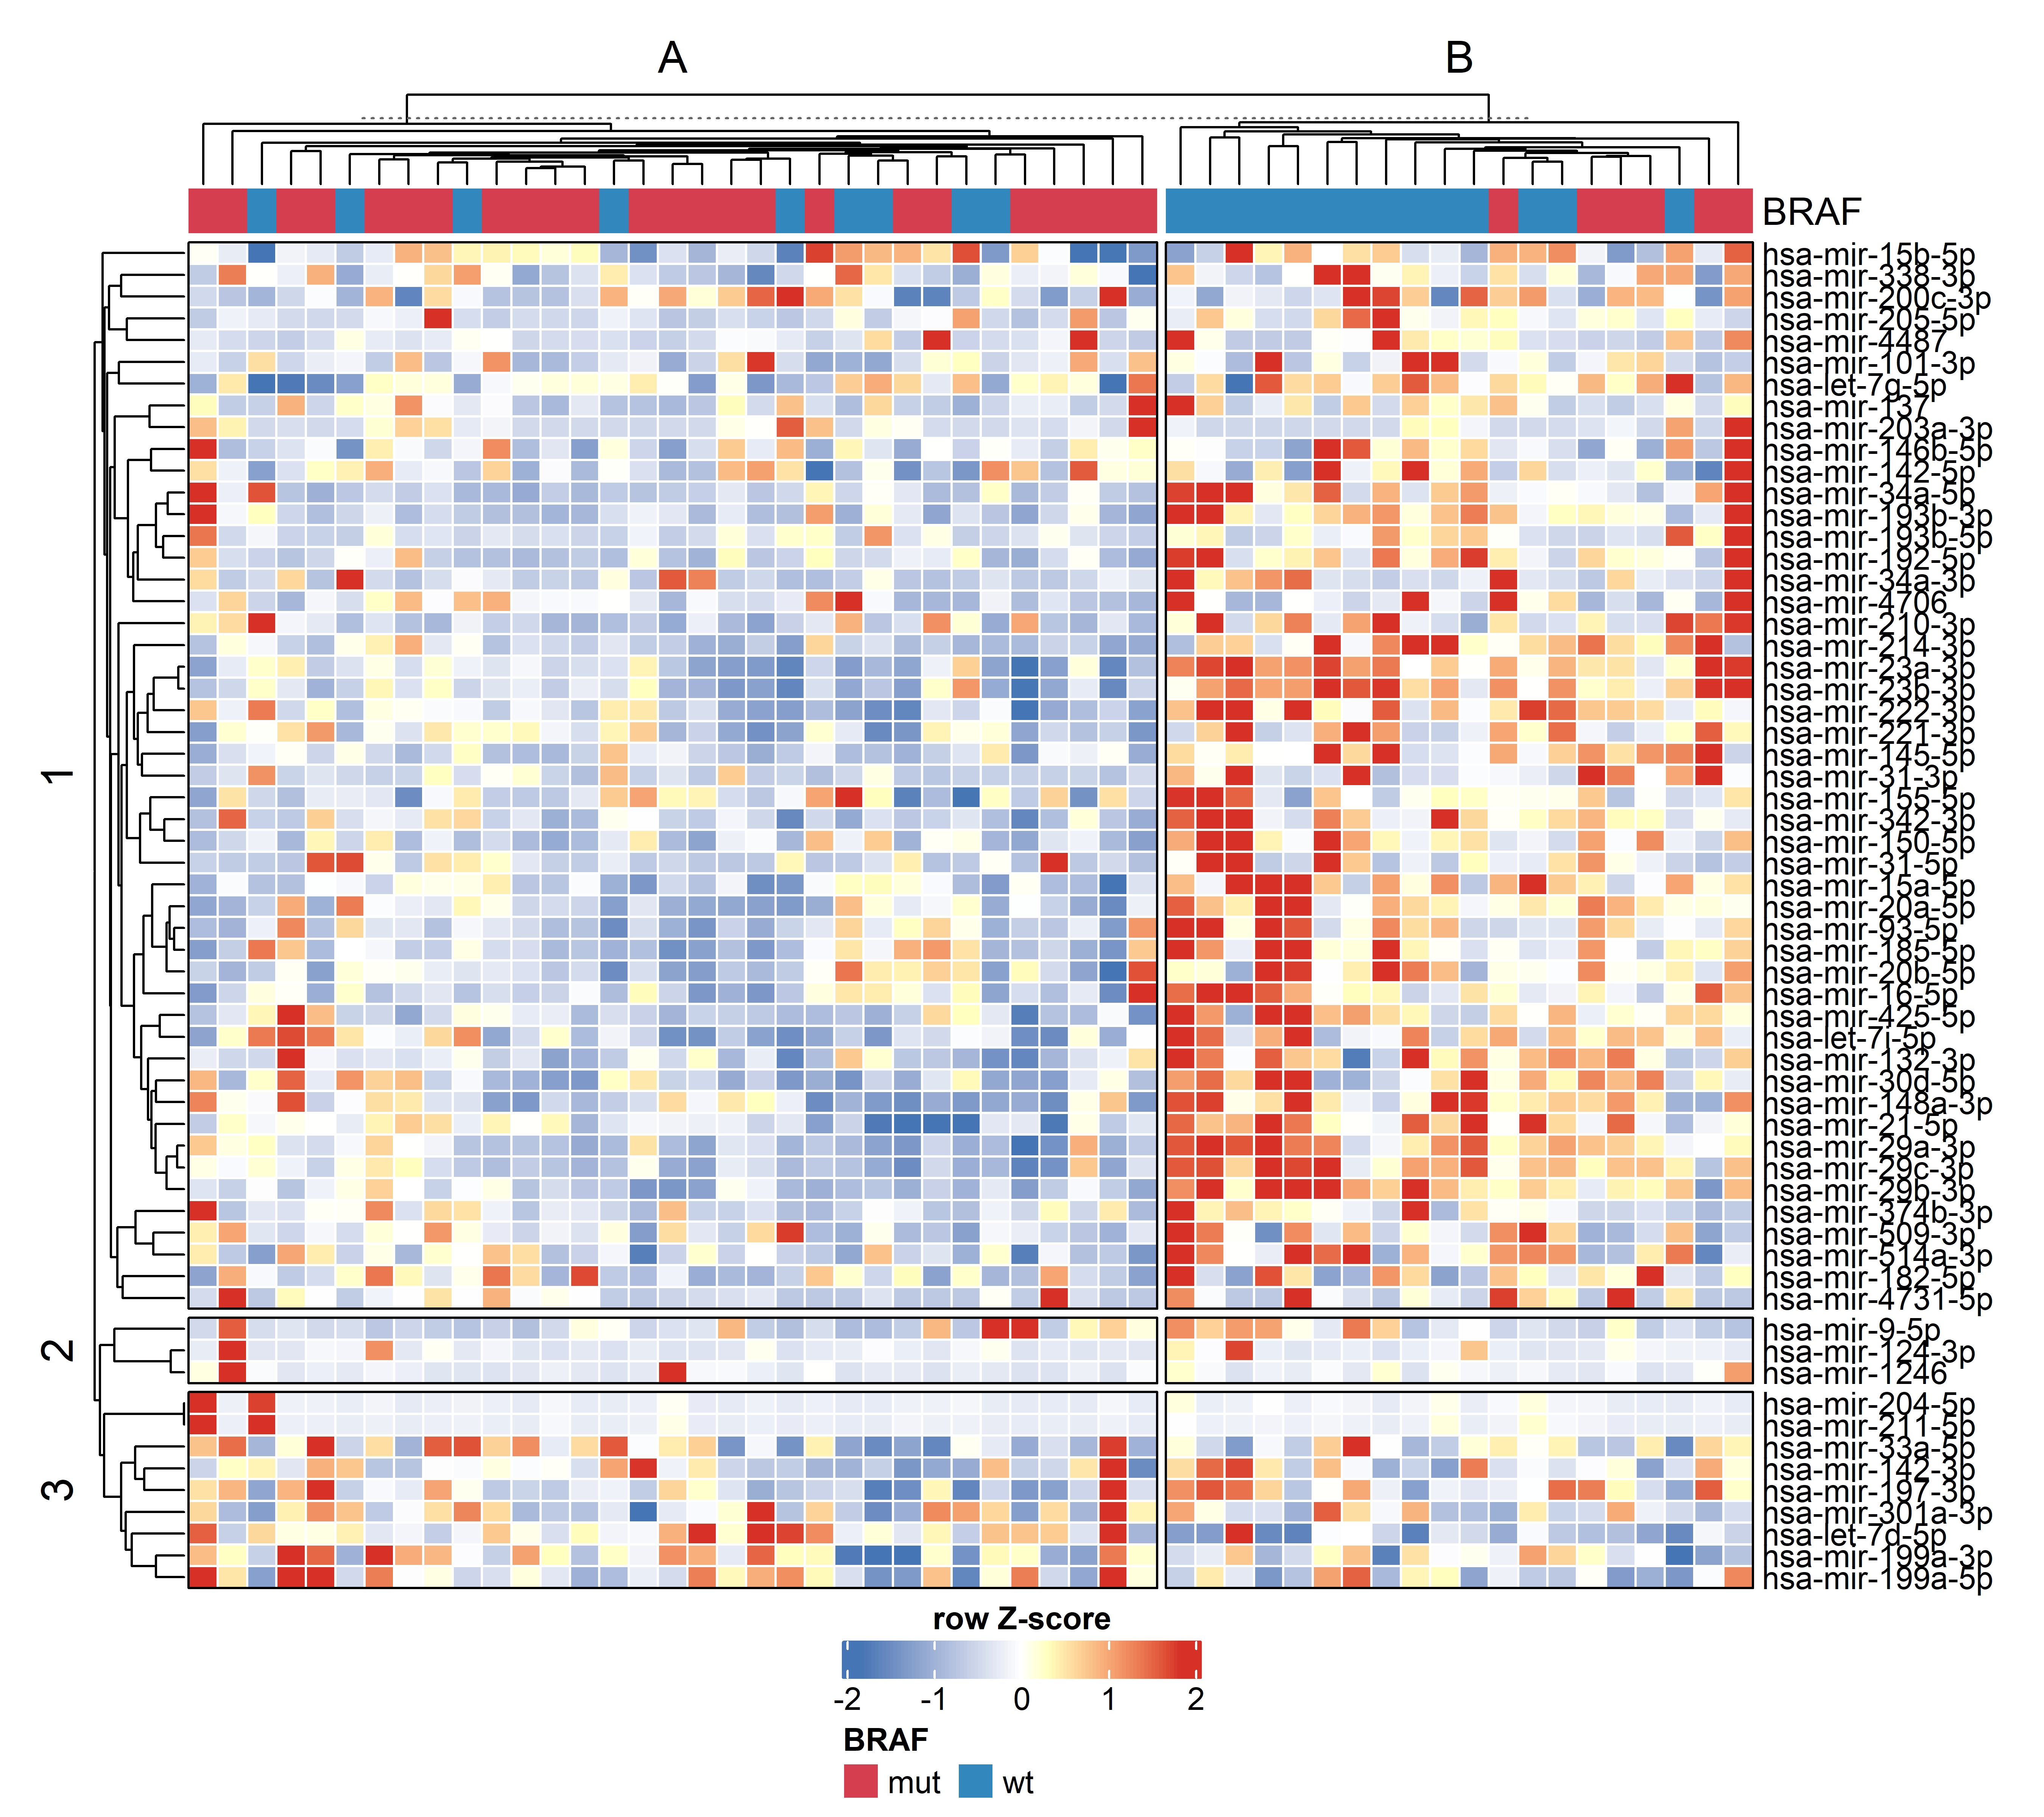 A B
BRAF
hsa-mir-15b-5p
hsa-mir-338-3p
hsa-mir-200c-3p
hsa-mir-205-5p
hsa-mir-4487
hsa-mir-101-3p
hsa-let-7g-5p
hsa-mir-137
hsa-mir-203a-3p
hsa-mir-146b-5p
hsa-mir-142-5p
hsa-mir-34a-5p
hsa-mir-193b-3p
hsa-mir-193b-5p
hsa-mir-192-5p
hsa-mir-34a-3p
hsa-mir-4706
hsa-mir-210-3p
hsa-mir-214-3p
hsa-mir-23a-3p
hsa-mir-23b-3p
hsa-mir-222-3p
hsa-mir-221-3p
hsa-mir-145-5p
1
hsa-mir-31-3p
hsa-mir-155-5p
hsa-mir-342-3p
hsa-mir-150-5p
hsa-mir-31-5p
hsa-mir-15a-5p
hsa-mir-20a-5p
hsa-mir-93-5p
hsa-mir-185-5p
hsa-mir-20b-5p
hsa-mir-16-5p
hsa-mir-425-5p
hsa-let-7i-5p
hsa-mir-132-3p
hsa-mir-30d-5p
hsa-mir-148a-3p
hsa-mir-21-5p
hsa-mir-29a-3p
hsa-mir-29c-3p
hsa-mir-29b-3p
hsa-mir-374b-3p
hsa-mir-509-3p
hsa-mir-514a-3p
hsa-mir-182-5p
hsa-mir-4731-5p
2
hsa-mir-9-5p
hsa-mir-124-3p
hsa-mir-1246
3
hsa-mir-204-5p
hsa-mir-211-5p
hsa-mir-33a-5p
hsa-mir-142-3p
hsa-mir-197-3p
hsa-mir-301a-3p
hsa-let-7d-5p
hsa-mir-199a-3p
hsa-mir-199a-5p
row Z-score
-2 -1 0 1 2
BRAF
mut wt